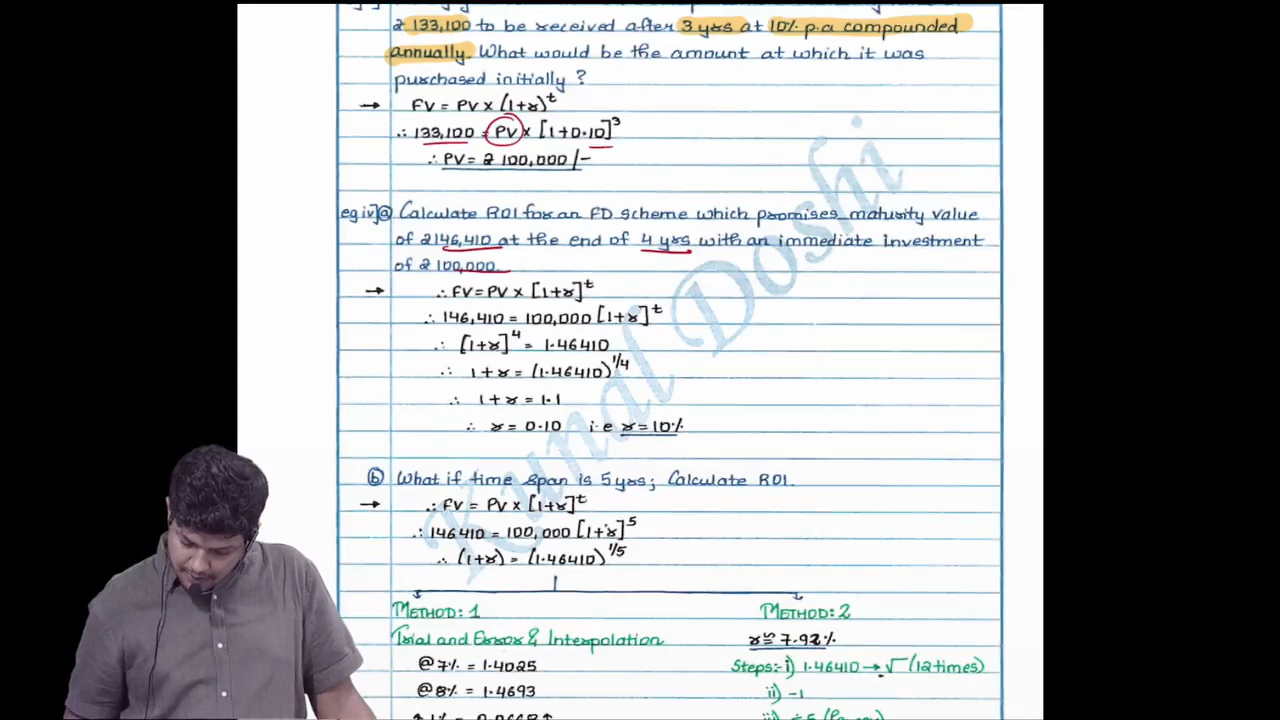 ₹ 133,100 to be received after 3 yrs at 10% p.a compounded
annually. What would be the amount at which it was
purchased initially ?
→ FV = PV × (1+r)^t
∴ 133,100 = PV × [1+0.10]^3
∴ PV = ₹ 100,000 /-
eg iv] ⓐ Calculate ROI for an FD scheme which promises maturity value
of ₹146,410 at the end of 4 yrs with an immediate investment
of ₹ 100,000.
→ ∴ FV = PV × [1+r]^t
∴ 146,410 = 100,000 [1+r]^t
∴ [1+r]^4 = 1.46410
∴ 1+r = (1.46410)^1/4
∴ 1+r = 1.1
∴ r = 0.10 i.e r = 10%
ⓑ What if time span is 5 yrs; Calculate ROI.
→ ∴ FV = PV × [1+r]^t
∴ 146410 = 100,000 [1+r]^5
∴ (1+r) = (1.46410)^1/5
METHOD: 1 METHOD: 2
Trial and Error & Interpolation r ≌ 7.92%
@ 7% = 1.4025 Steps:- i) 1.46410 → √ (12 times)
@ 8% = 1.4693 ii) -1
Kunal Doshi